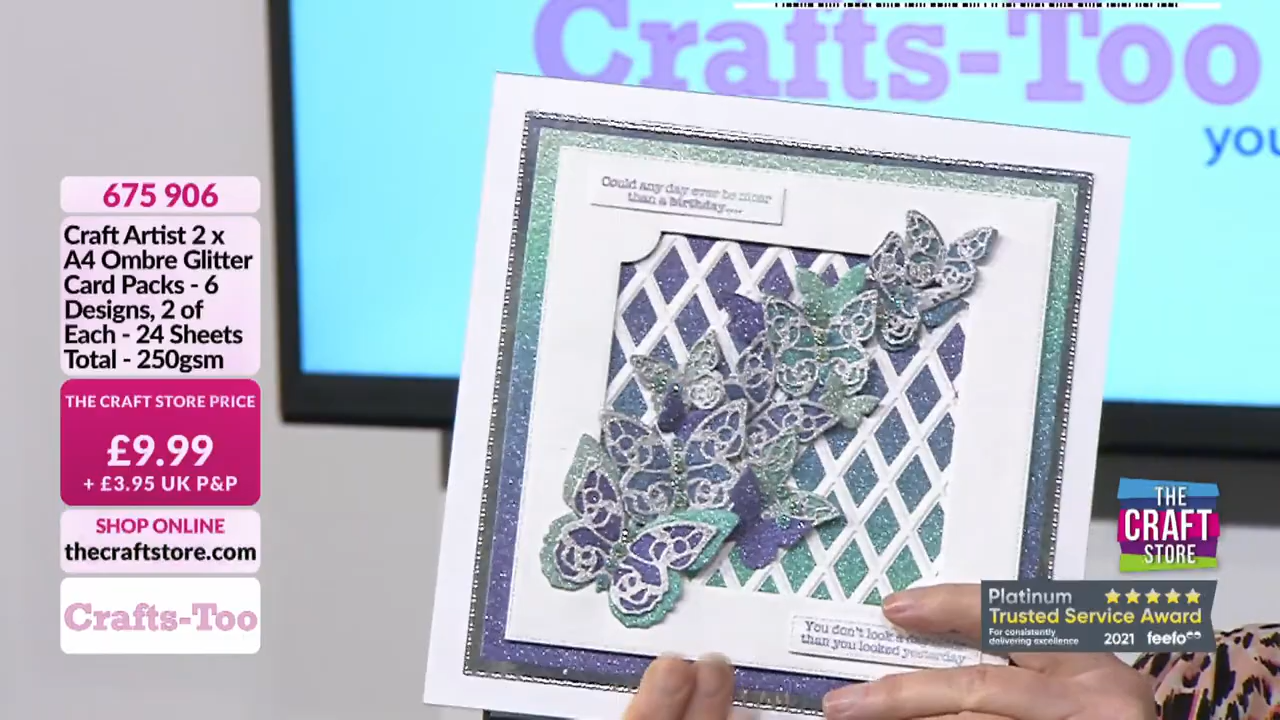 Crafts-Too
you
675 906
Craft Artist 2 x
A4 Ombre Glitter
Card Packs - 6
Designs, 2 of
Each - 24 Sheets
Total - 250gsm
THE CRAFT STORE PRICE
£9.99
+ £3.95 UK P&P
SHOP ONLINE
thecraftstore.com
Crafts-Too
Could any day ever be nicer
than a birthday....
You don't look a
than you looked yesterday
THE
CRAFT
STORE
Platinum
Trusted Service Award
For consistently
delivering excellence
2021 feefo